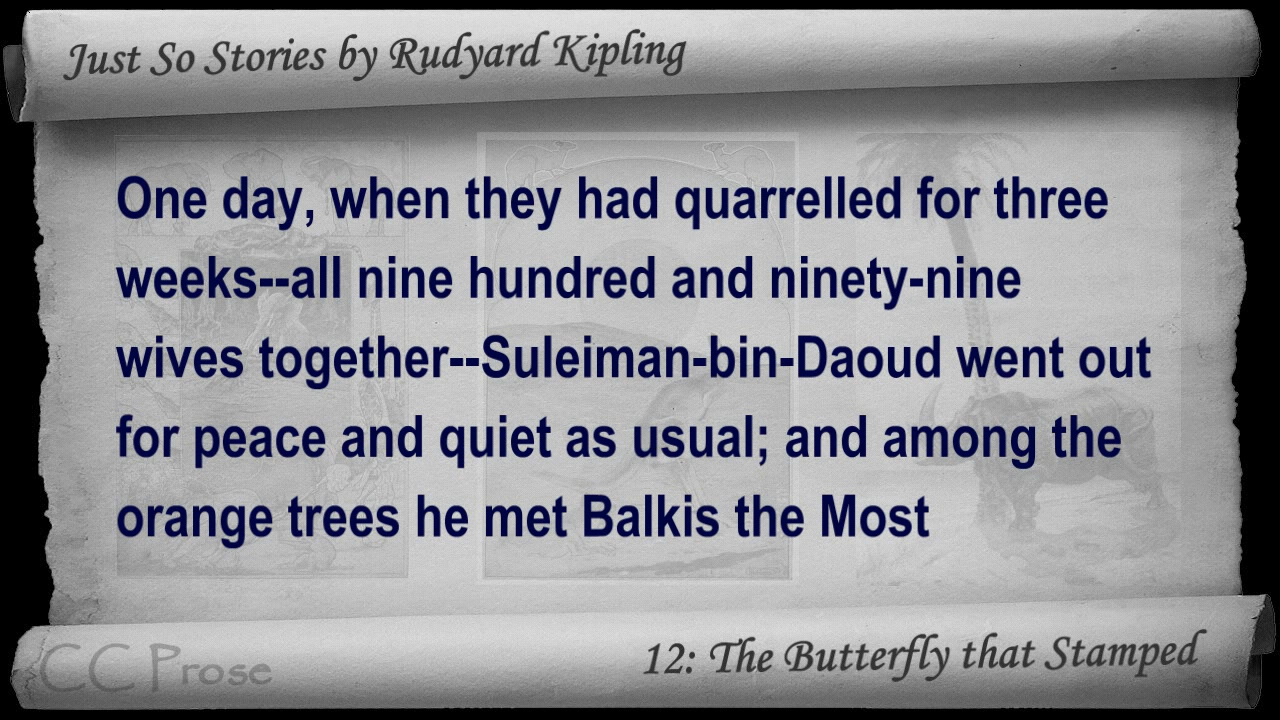 Just So Stories by Rudyard Kipling
One day, when they had quarrelled for three
weeks--all nine hundred and ninety-nine
wives together--Suleiman-bin-Daoud went out
for peace and quiet as usual; and among the
orange trees he met Balkis the Most
CC Prose
12: The Butterfly that Stamped